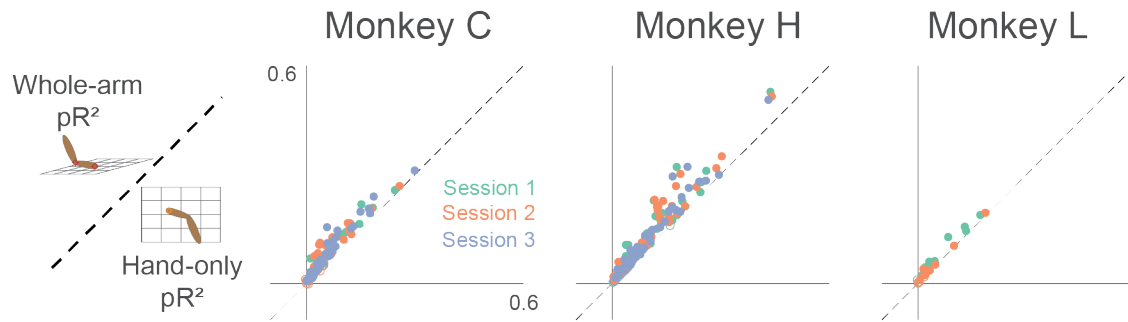 Monkey C
Monkey H
Monkey L
Whole-arm
pR²
0.6
Session 1
Session 2
Session 3
Hand-only
pR²
0.6